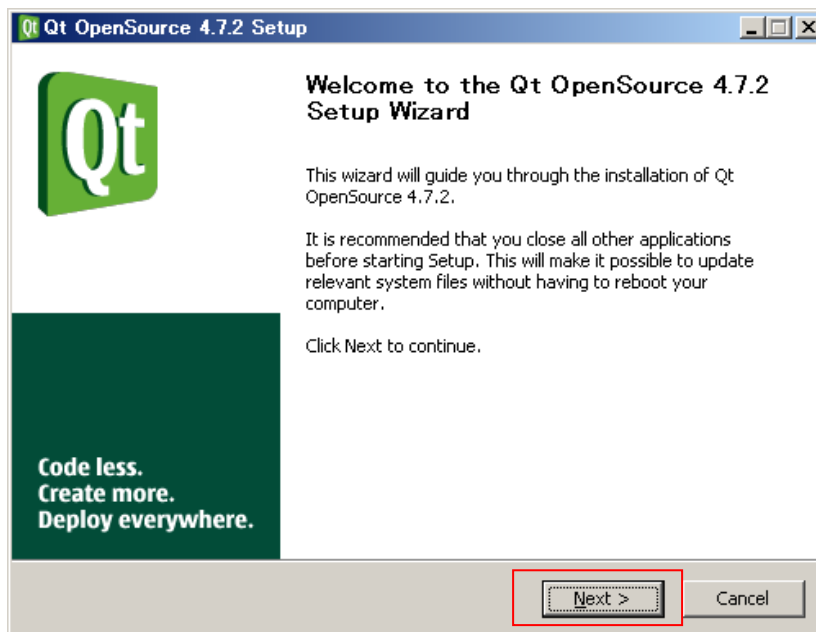 Qt Qt OpenSource 4.7.2 Setup
Qt
Welcome to the Qt OpenSource 4.7.2
Setup Wizard
This wizard will guide you through the installation of Qt
OpenSource 4.7.2.
It is recommended that you close all other applications
before starting Setup. This will make it possible to update
relevant system files without having to reboot your
computer.
Click Next to continue.
Code less.
Create more.
Deploy everywhere.
Next >
Cancel